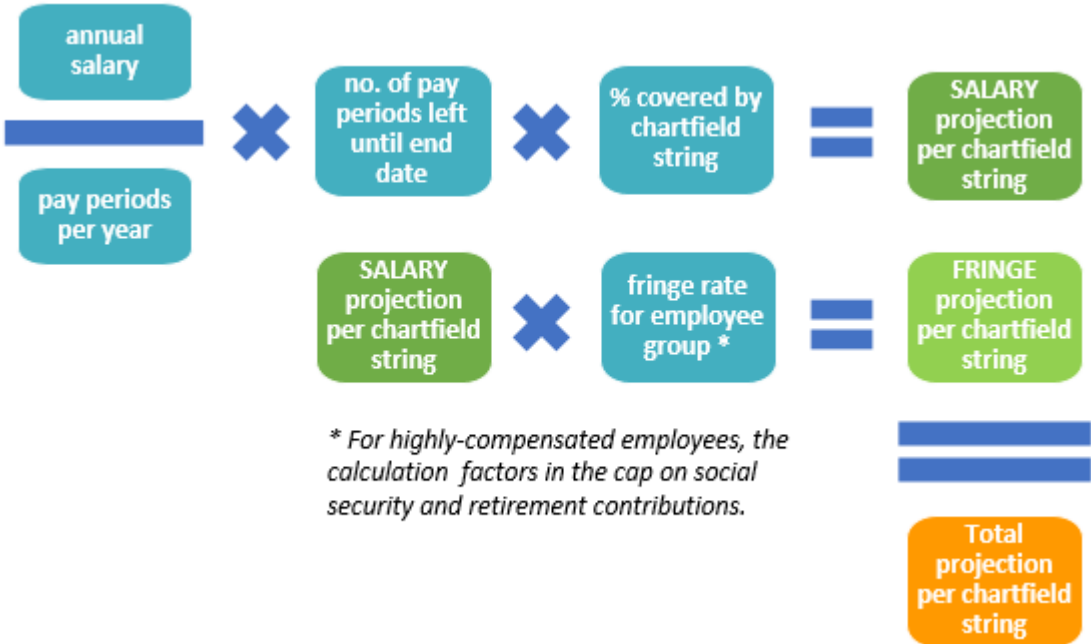 annual
salary
pay periods
per year
no. of pay
periods left
until end
date
% covered by
chartfield
string
SALARY
projection
per chartfield
string
SALARY
projection
per chartfield
string
fringe rate
for employee
group *
FRINGE
projection
per chartfield
string
* For highly-compensated employees, the
calculation  factors in the cap on social
security and retirement contributions.
Total
projection
per chartfield
string